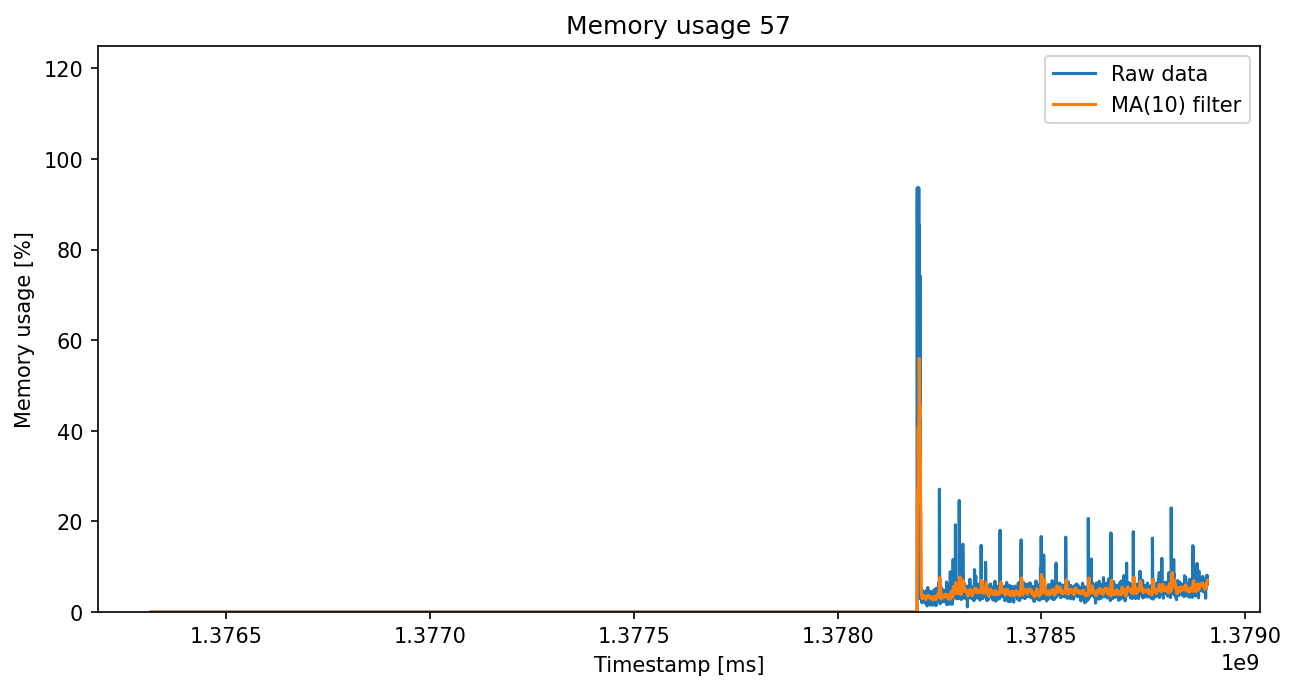 Memory usage 57
Raw data
MA(10) filter
Memory usage [%]
120
100
80
60
40
20
0
1.3765 1.3770 1.3775 1.3780 1.3785 1.3790
1e9
Timestamp [ms]